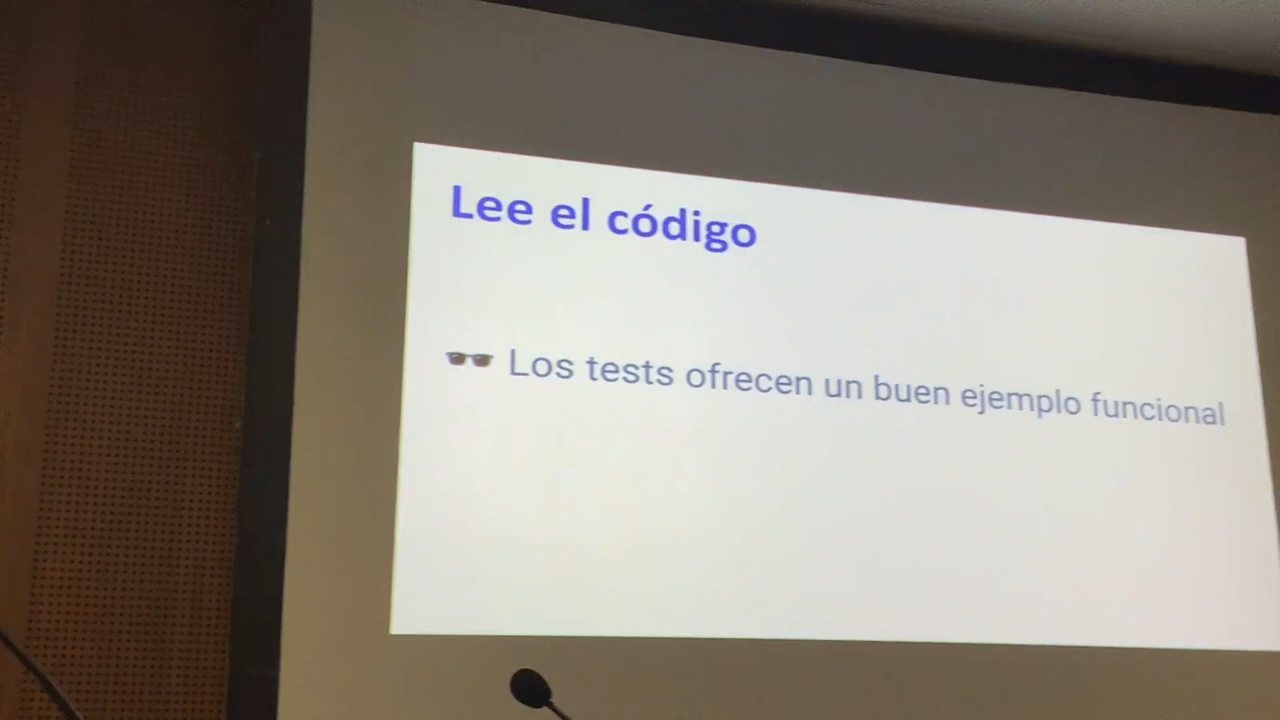 Lee el código
🕶️ Los tests ofrecen un buen ejemplo funcional